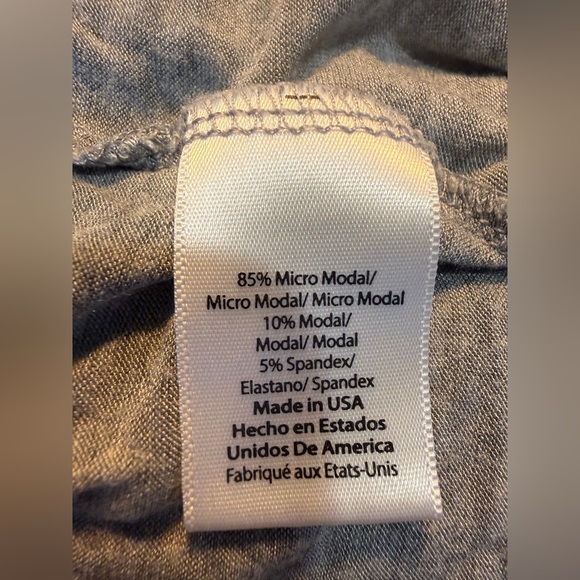 85% Micro Modal/
Micro Modal/ Micro Modal
10% Modal/
Modal/ Modal
5% Spandex/
Elastano/ Spandex
Made in USA
Hecho en Estados
Unidos De America
Fabriqué aux Etats-Unis